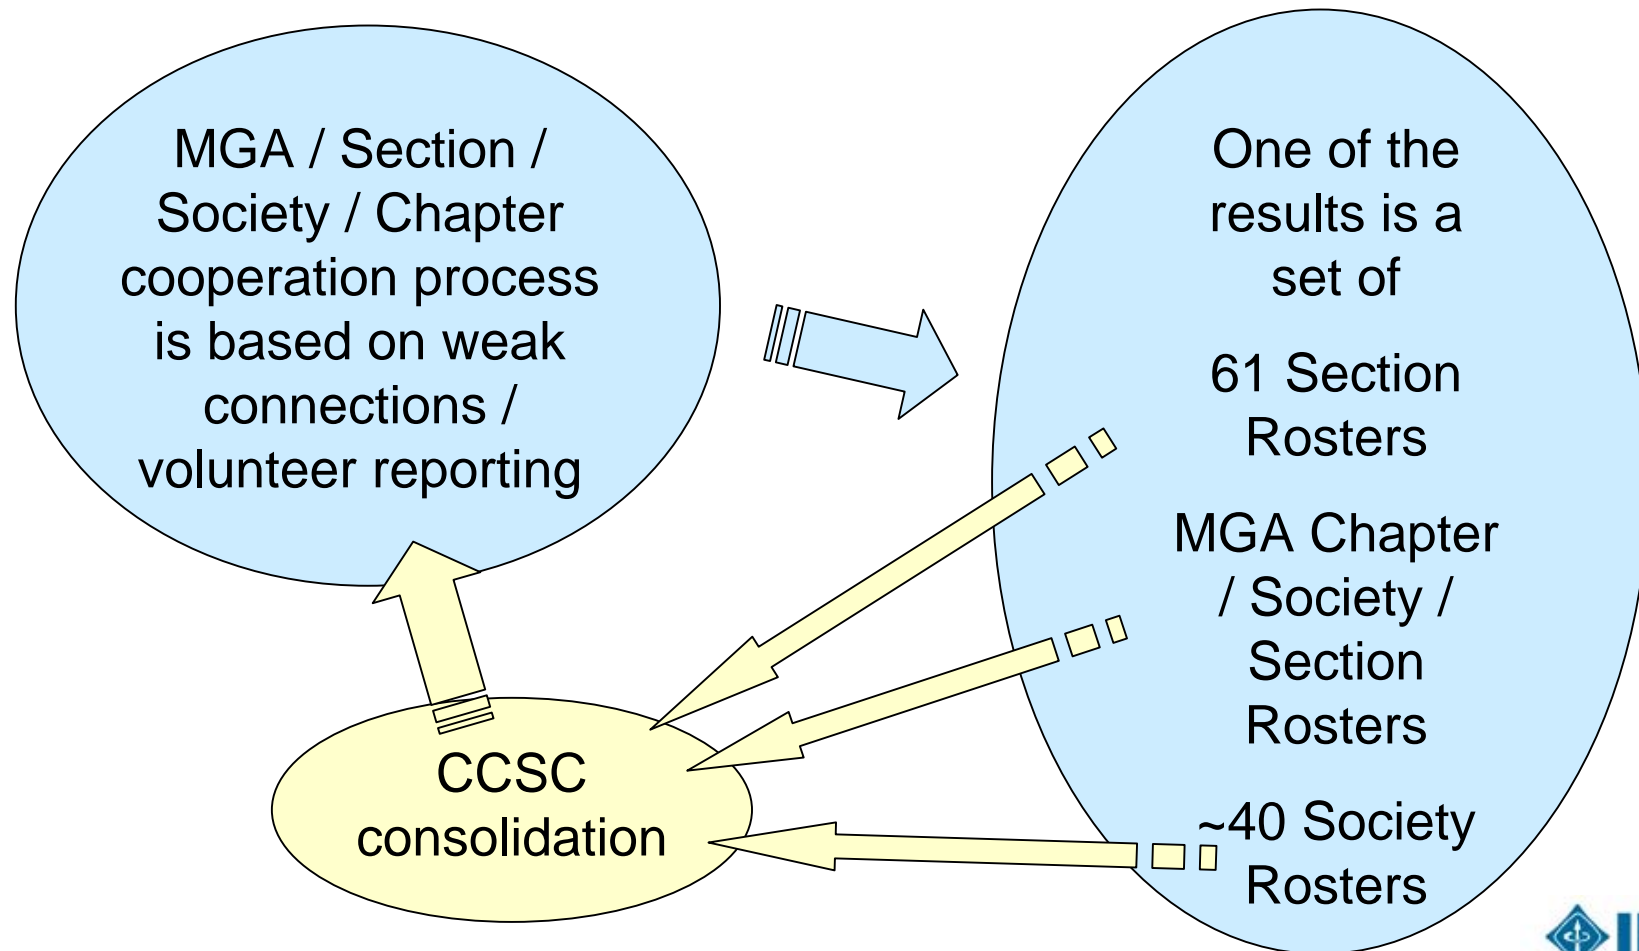 MGA / Section /
Society / Chapter
cooperation process
is based on weak
connections /
volunteer reporting
One of the
results is a
set of
61 Section
Rosters
MGA Chapter
/ Society /
Section
Rosters
~40 Society
Rosters
CCSC
consolidation